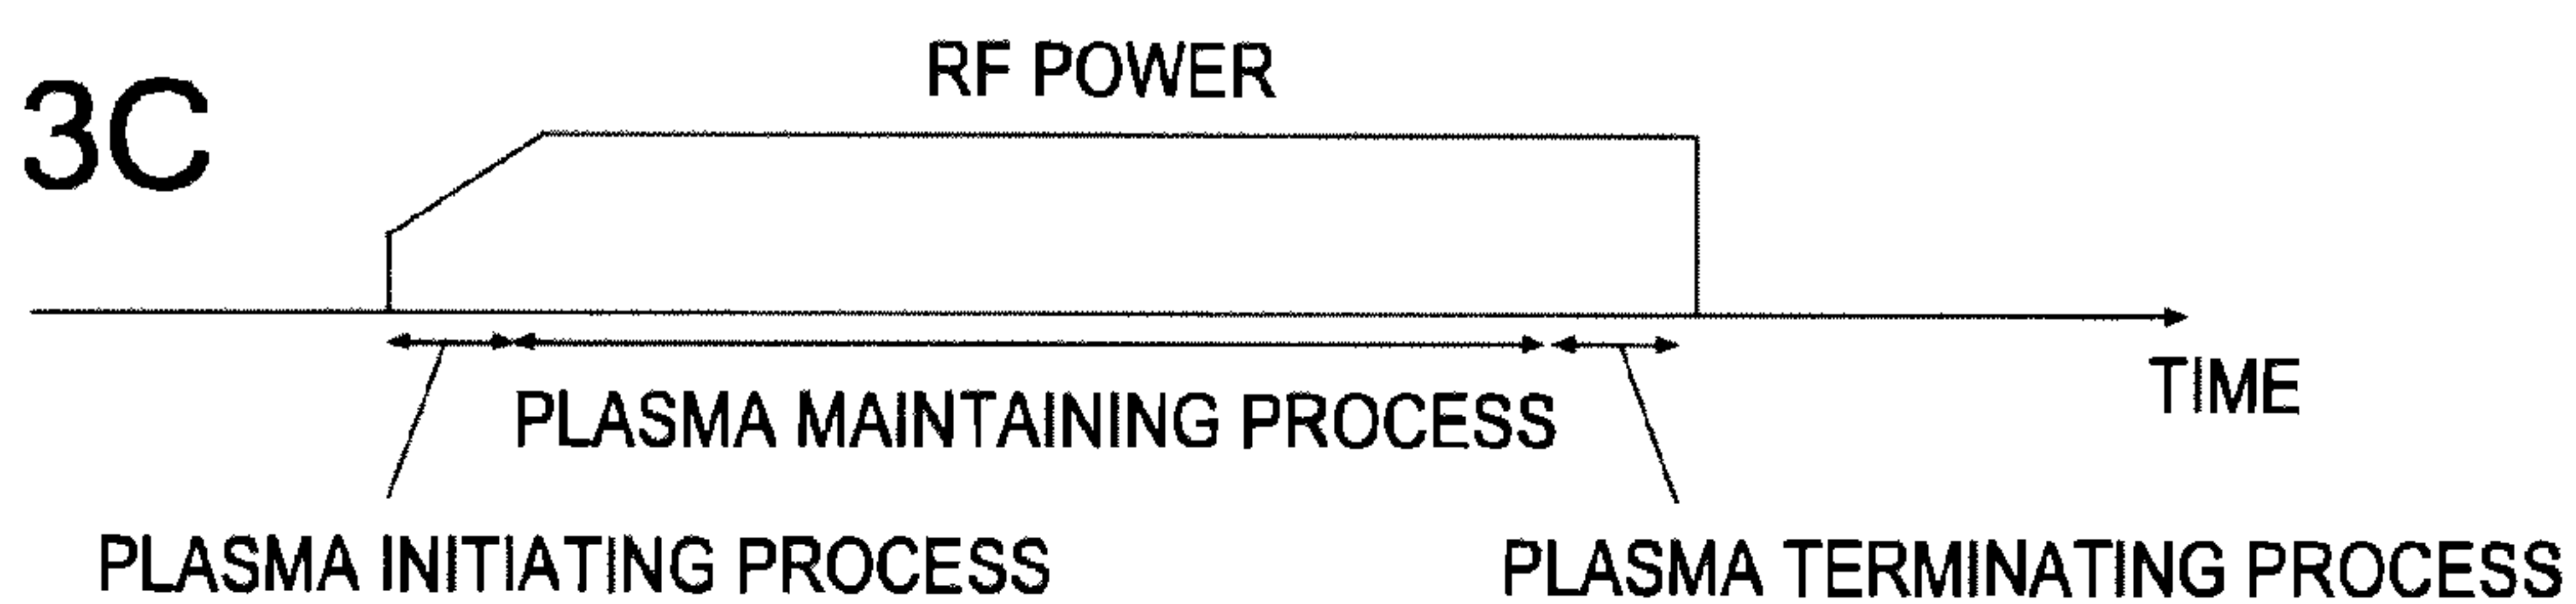 3C
RF POWER
TIME
PLASMA MAINTAINING PROCESS
PLASMA INITIATING PROCESS
PLASMA TERMINATING PROCESS